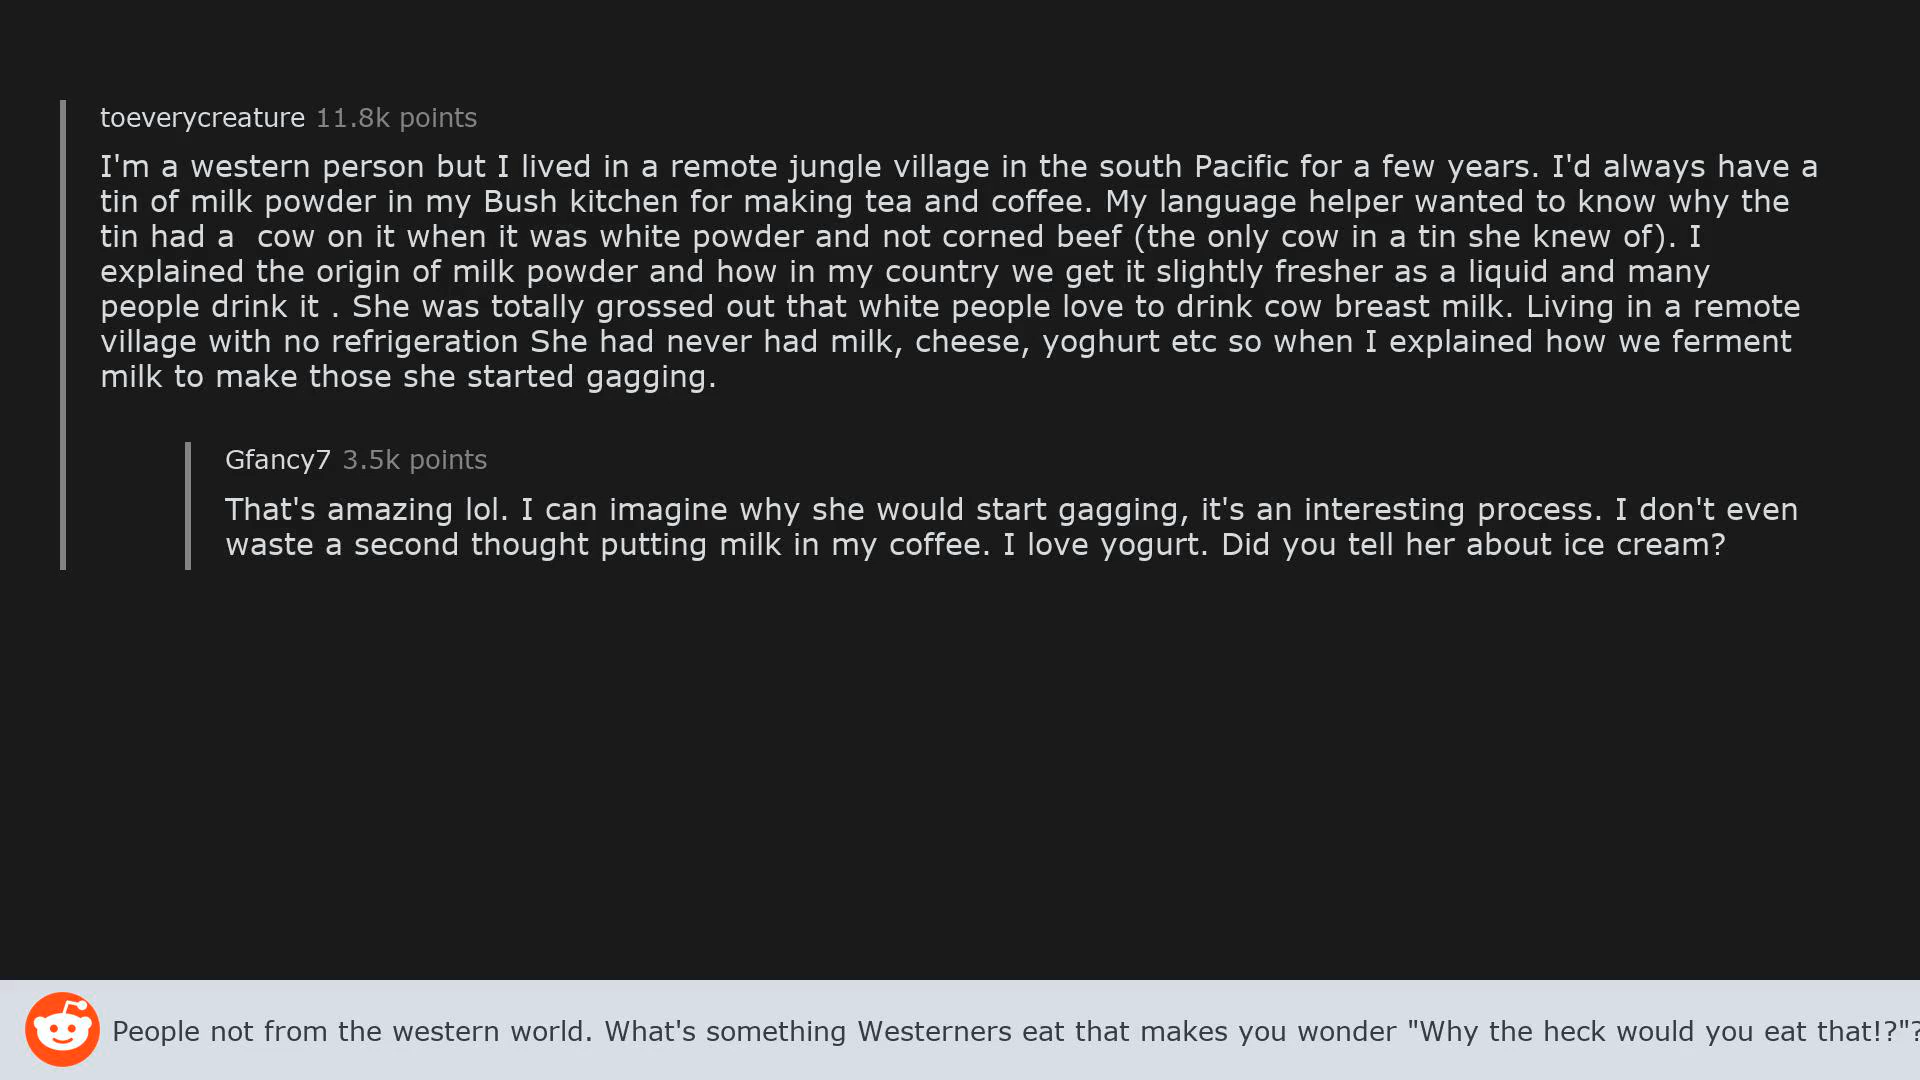 toeverycreature 11.8k points
I'm a western person but I lived in a remote jungle village in the south Pacific for a few years. I'd always have a
tin of milk powder in my Bush kitchen for making tea and coffee. My language helper wanted to know why the
tin had a  cow on it when it was white powder and not corned beef (the only cow in a tin she knew of). I
explained the origin of milk powder and how in my country we get it slightly fresher as a liquid and many
people drink it . She was totally grossed out that white people love to drink cow breast milk. Living in a remote
village with no refrigeration She had never had milk, cheese, yoghurt etc so when I explained how we ferment
milk to make those she started gagging.
Gfancy7 3.5k points
That's amazing lol. I can imagine why she would start gagging, it's an interesting process. I don't even
waste a second thought putting milk in my coffee. I love yogurt. Did you tell her about ice cream?
People not from the western world. What's something Westerners eat that makes you wonder "Why the heck would you eat that!?"?